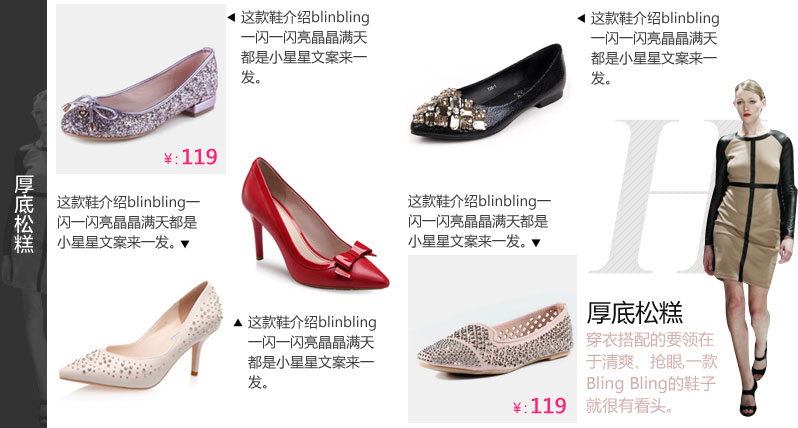 厚底松糕
这款鞋介绍blinbling
一闪一闪亮晶晶满天
都是小星星文案来一
发。
¥:119
这款鞋介绍blinbling一
闪一闪亮晶晶满天都是
小星星文案来一发。
这款鞋介绍blinbling
一闪一闪亮晶晶满天
都是小星星文案来一
发。
这款鞋介绍blinbling
一闪一闪亮晶晶满天
都是小星星文案来一
发。
这款鞋介绍blinbling一
闪一闪亮晶晶满天都是
小星星文案来一发。
¥:119
H
厚底松糕
穿衣搭配的要领在
于清爽、抢眼,一款
Bling Bling的鞋子
就很有看头。